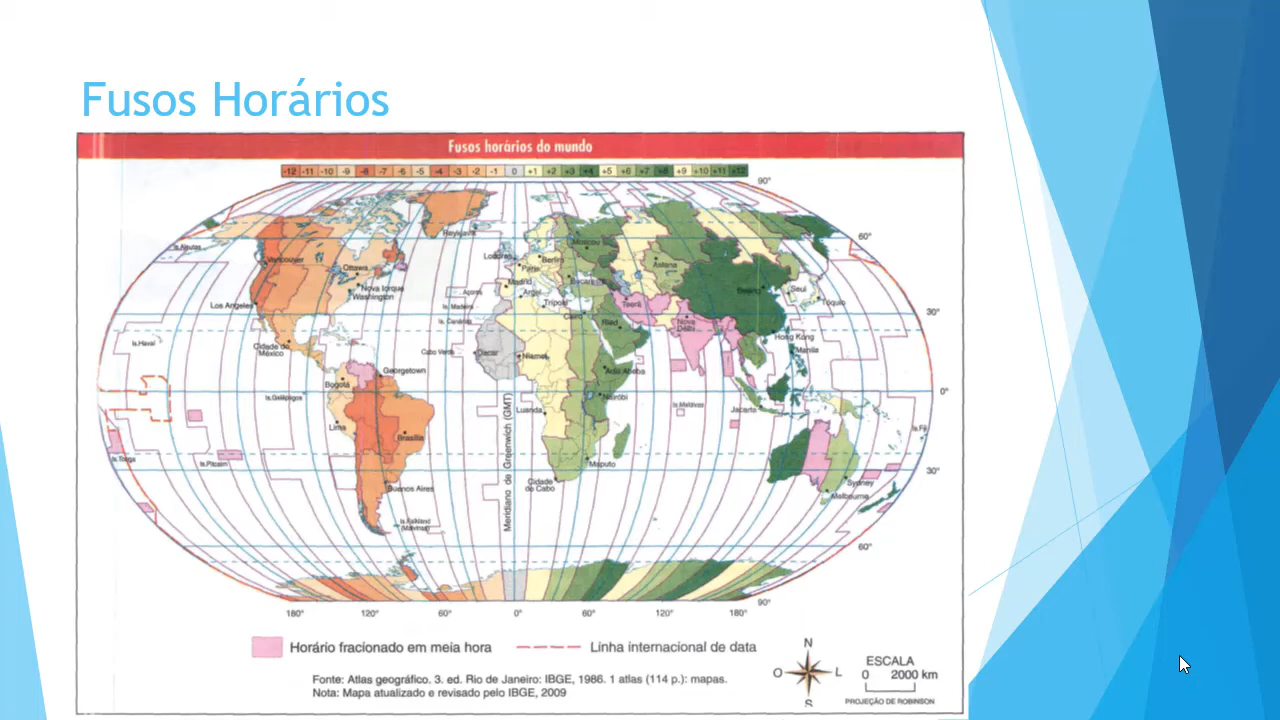 Fusos Horários
Fusos horários do mundo
-12 -11 -10 -9 -8 -7 -6 -5 -4 -3 -2 -1 0 +1 +2 +3 +4 +5 +6 +7 +8 +9 +10 +11 +12
90°
60°
Is. Aleutas
Reykjavik
Moscou
Londres
Berlim
Vancouver
Ottawa
Paris
Astana
Nova Iorque
Washington
Madrid
Bucareste
Beijing
Seul
Los Angeles
Açores
Argel
Tóquio
Is. Madeira
Trípoli
Teerã
30°
Is. Canárias
Cairo
Riad
Nova
Délhi
Is. Havaí
Cidade do
México
Cabo Verde
Dacar
Niamei
Hong Kong
Manila
Georgetown
Adis Abeba
Bogotá
0°
Is. Galápagos
Nairóbi
Lima
Luanda
Is. Maldivas
Jacarta
Brasília
Is. Fiji
Is. Tonga
Is. Pitcairn
Maputo
30°
Buenos Aires
Cidade
do Cabo
Sydney
Melbourne
Is. Falkland
(Malvinas)
Meridiano de Greenwich (GMT)
60°
90°
180° 120° 60° 0° 60° 120° 180°
Horário fracionado em meia hora
Linha internacional de data
N
O
L
S
ESCALA
0 2000 km
PROJEÇÃO DE ROBINSON
Fonte: Atlas geográfico. 3. ed. Rio de Janeiro: IBGE, 1986. 1 atlas (114 p.): mapas.
Nota: Mapa atualizado e revisado pelo IBGE, 2009